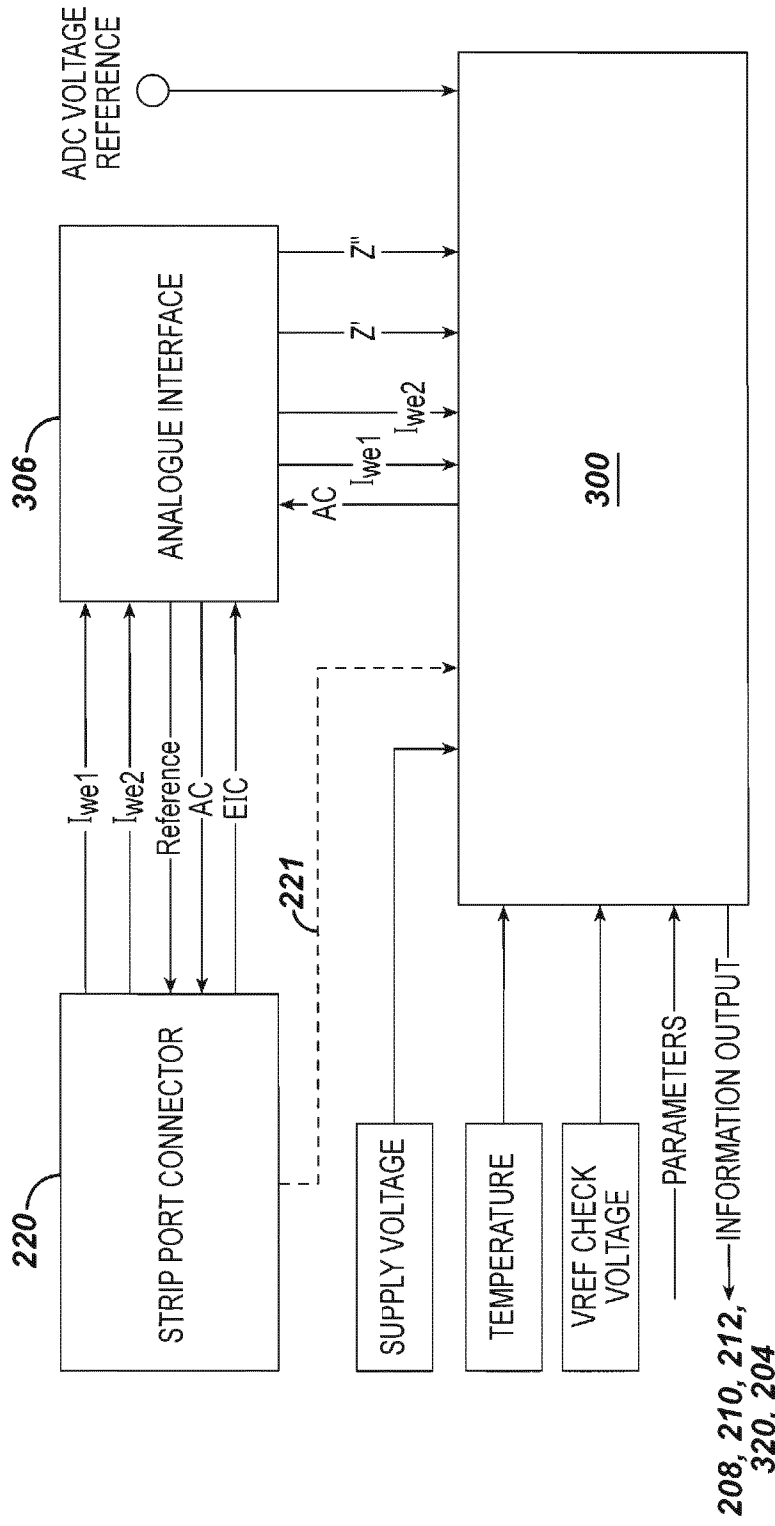 220
STRIP PORT CONNECTOR
Iwe1
Iwe2
Reference
AC
EIC
306
ANALOGUE INTERFACE
ADC VOLTAGE
REFERENCE
221
AC
Iwe1
Iwe2
Z'
Z"
SUPPLY VOLTAGE
TEMPERATURE
VREF CHECK
VOLTAGE
PARAMETERS
INFORMATION OUTPUT
208, 210, 212,
320, 204
300